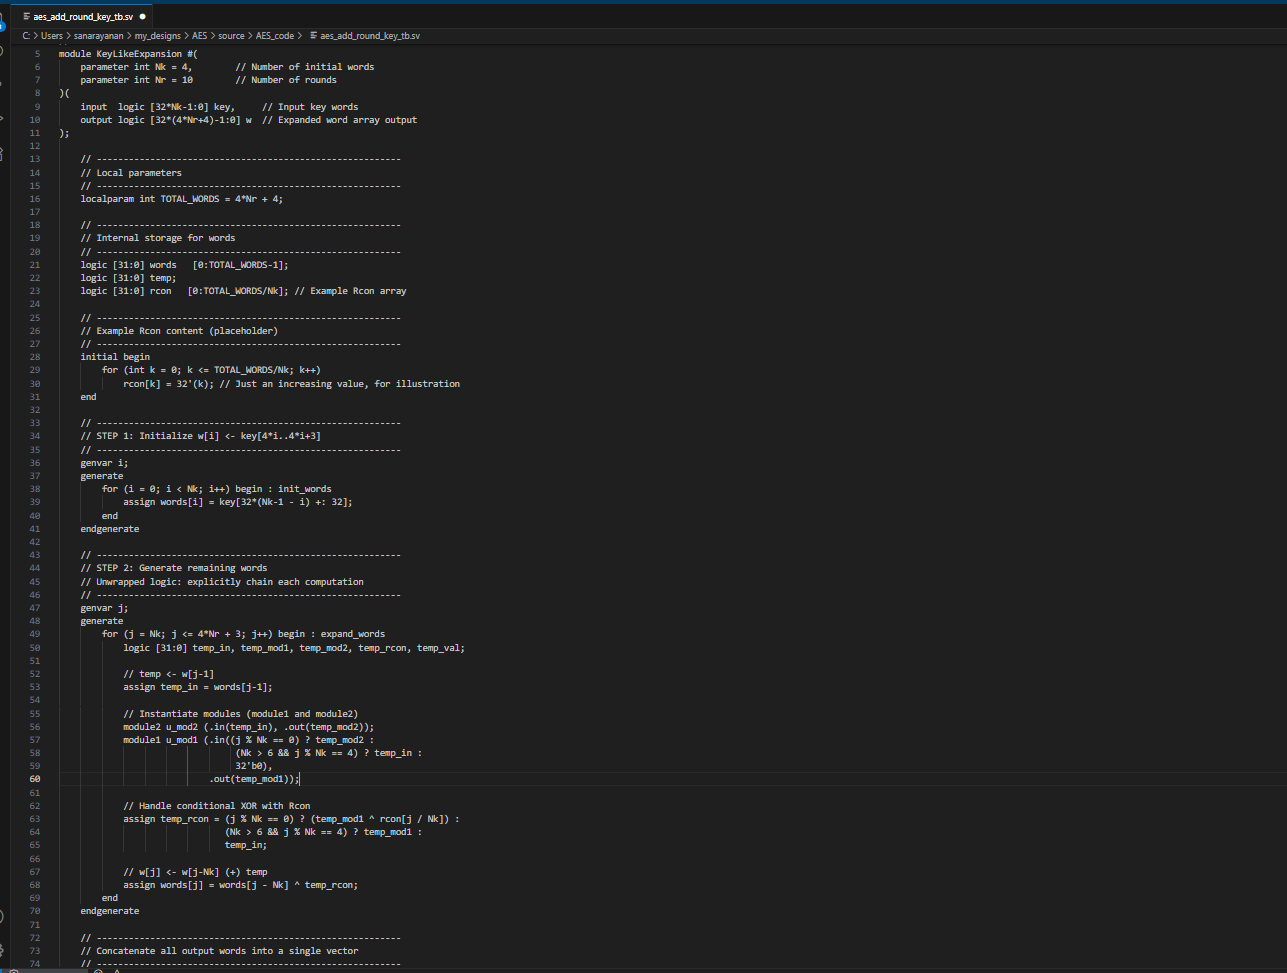 aes_add_round_key_tb.sv
C: > Users > sanarayanan > my_designs > AES > source > AES_code > aes_add_round_key_tb.sv
5 module KeyLikeExpansion #(
6 parameter int Nk = 4, // Number of initial words
7 parameter int Nr = 10 // Number of rounds
8 )(
9 input logic [32*Nk-1:0] key, // Input key words
10 output logic [32*(4*Nr+4)-1:0] w // Expanded word array output
11 );
12
13 // ---------------------------------------------------------
14 // Local parameters
15 // ---------------------------------------------------------
16 localparam int TOTAL_WORDS = 4*Nr + 4;
17
18 // ---------------------------------------------------------
19 // Internal storage for words
20 // ---------------------------------------------------------
21 logic [31:0] words [0:TOTAL_WORDS-1];
22 logic [31:0] temp;
23 logic [31:0] rcon [0:TOTAL_WORDS/Nk]; // Example Rcon array
24
25 // ---------------------------------------------------------
26 // Example Rcon content (placeholder)
27 // ---------------------------------------------------------
28 initial begin
29 for (int k = 0; k <= TOTAL_WORDS/Nk; k++)
30 rcon[k] = 32'(k); // Just an increasing value, for illustration
31 end
32
33 // ---------------------------------------------------------
34 // STEP 1: Initialize w[i] <- key[4*i..4*i+3]
35 // ---------------------------------------------------------
36 genvar i;
37 generate
38 for (i = 0; i < Nk; i++) begin : init_words
39 assign words[i] = key[32*(Nk-1 - i) +: 32];
40 end
41 endgenerate
42
43 // ---------------------------------------------------------
44 // STEP 2: Generate remaining words
45 // Unwrapped logic: explicitly chain each computation
46 // ---------------------------------------------------------
47 genvar j;
48 generate
49 for (j = Nk; j <= 4*Nr + 3; j++) begin : expand_words
50 logic [31:0] temp_in, temp_mod1, temp_mod2, temp_rcon, temp_val;
51
52 // temp <- w[j-1]
53 assign temp_in = words[j-1];
54
55 // Instantiate modules (module1 and module2)
56 module2 u_mod2 (.in(temp_in), .out(temp_mod2));
57 module1 u_mod1 (.in((j % Nk == 0) ? temp_mod2 :
58 (Nk > 6 && j % Nk == 4) ? temp_in :
59 32'b0),
60 .out(temp_mod1));
61
62 // Handle conditional XOR with Rcon
63 assign temp_rcon = (j % Nk == 0) ? (temp_mod1 ^ rcon[j / Nk]) :
64 (Nk > 6 && j % Nk == 4) ? temp_mod1 :
65 temp_in;
66
67 // w[j] <- w[j-Nk] (+) temp
68 assign words[j] = words[j - Nk] ^ temp_rcon;
69 end
70 endgenerate
71
72 // ---------------------------------------------------------
73 // Concatenate all output words into a single vector
74 // ---------------------------------------------------------